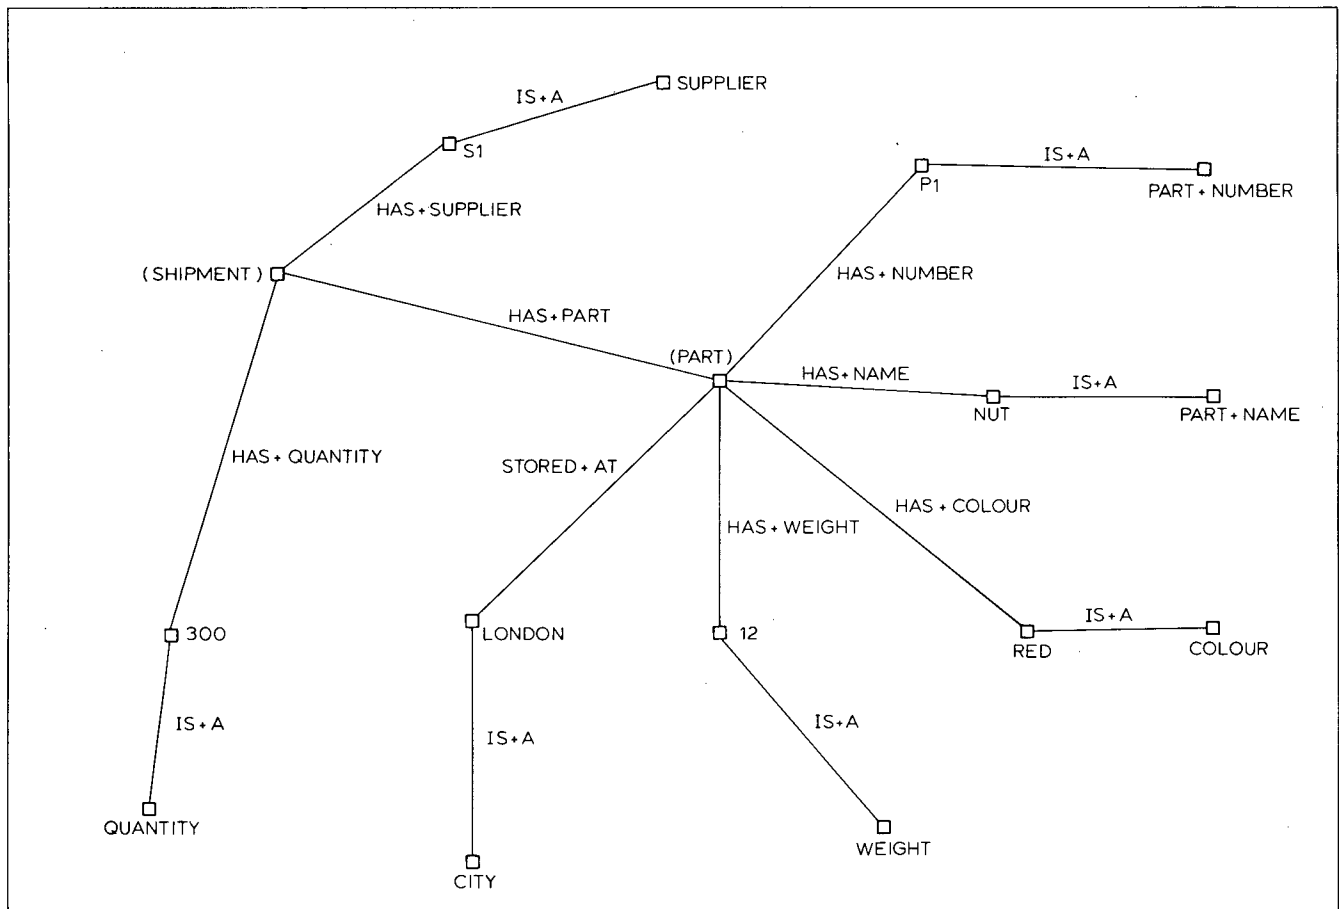 SUPPLIER
IS+A
S1
IS+A
P1
PART+NUMBER
HAS+SUPPLIER
(SHIPMENT)
HAS+NUMBER
HAS+PART
(PART)
HAS+NAME
IS+A
NUT
PART+NAME
HAS+QUANTITY
STORED+AT
HAS+COLOUR
HAS+WEIGHT
300
LONDON
12
IS+A
RED
COLOUR
IS+A
IS+A
IS+A
QUANTITY
WEIGHT
CITY